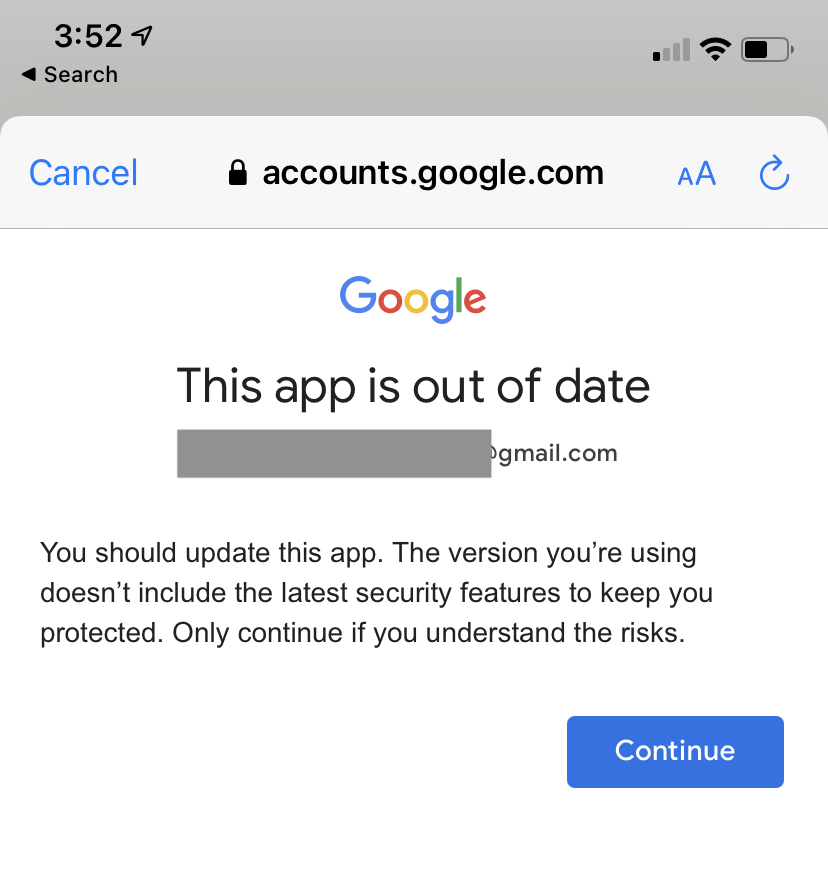 3:52
Search
Cancel accounts.google.com AA
Google
This app is out of date
gmail.com
You should update this app. The version you’re using
doesn’t include the latest security features to keep you
protected. Only continue if you understand the risks.
Continue